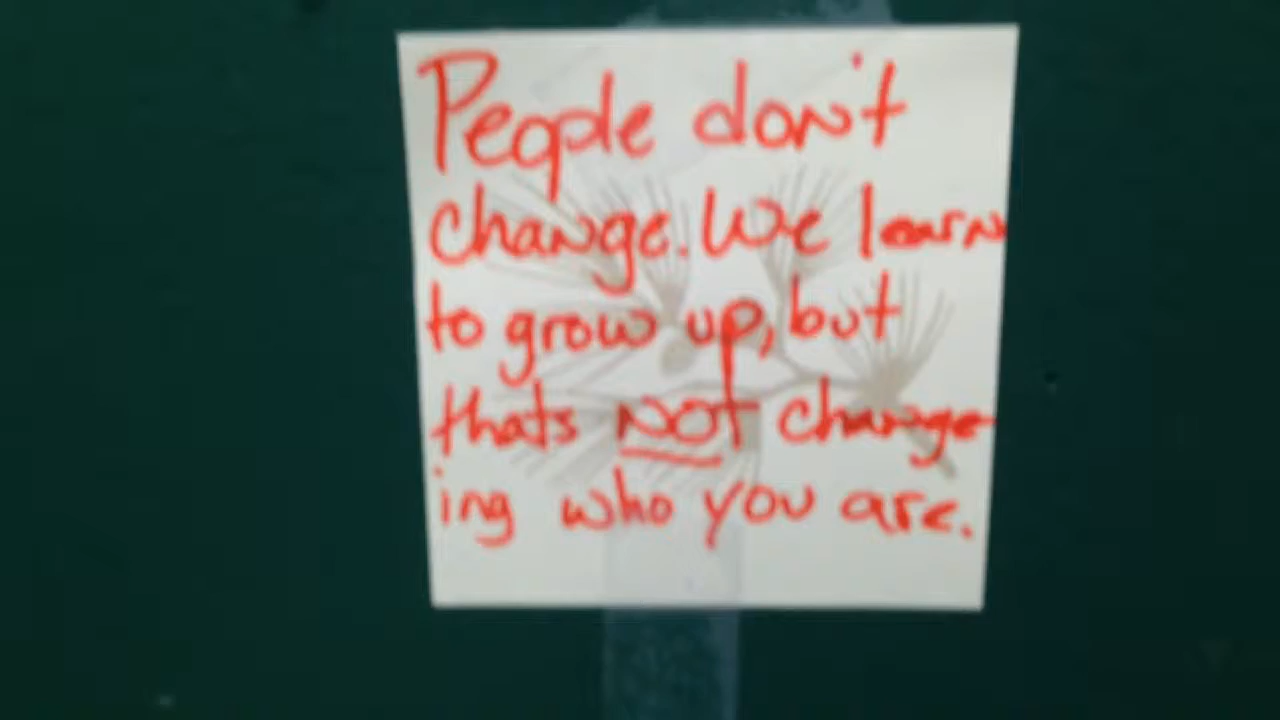 People don't
change. We learn
to grow up, but
thats NOT change
ing who you are.